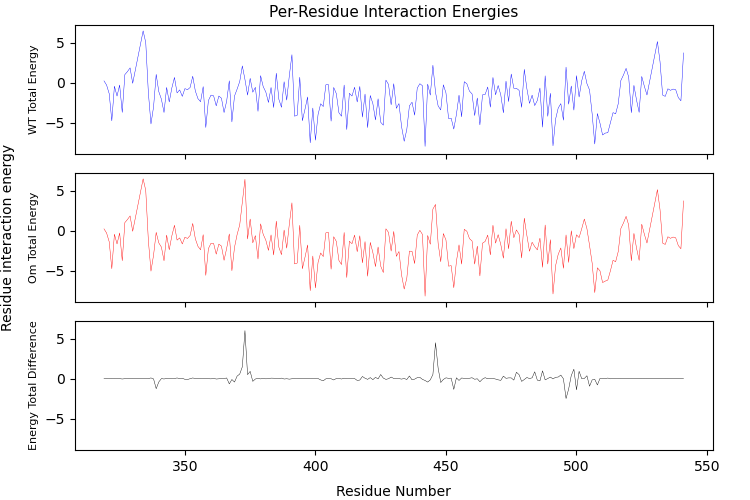 Per-Residue Interaction Energies
Residue interaction energy
WT Total Energy
5
0
−5
Om Total Energy
5
0
−5
Energy Total Difference
5
0
−5
350 400 450 500 550
Residue Number